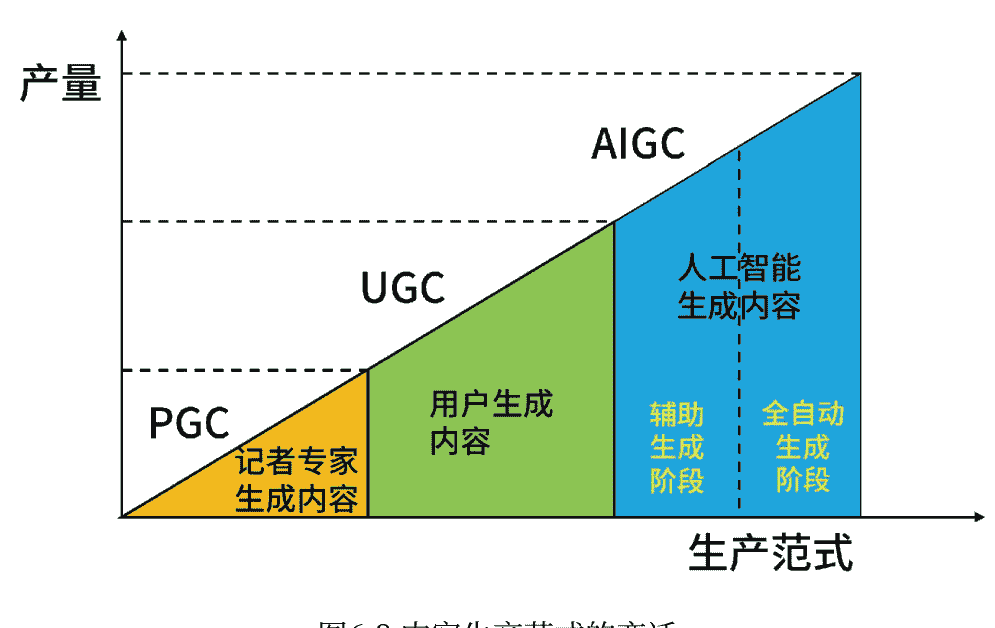 产量
AIGC
人工智能
生成内容
UGC
用户生成
内容
PGC
记者专家
生成内容
辅助
生成
阶段
全自动
生成
阶段
生产范式